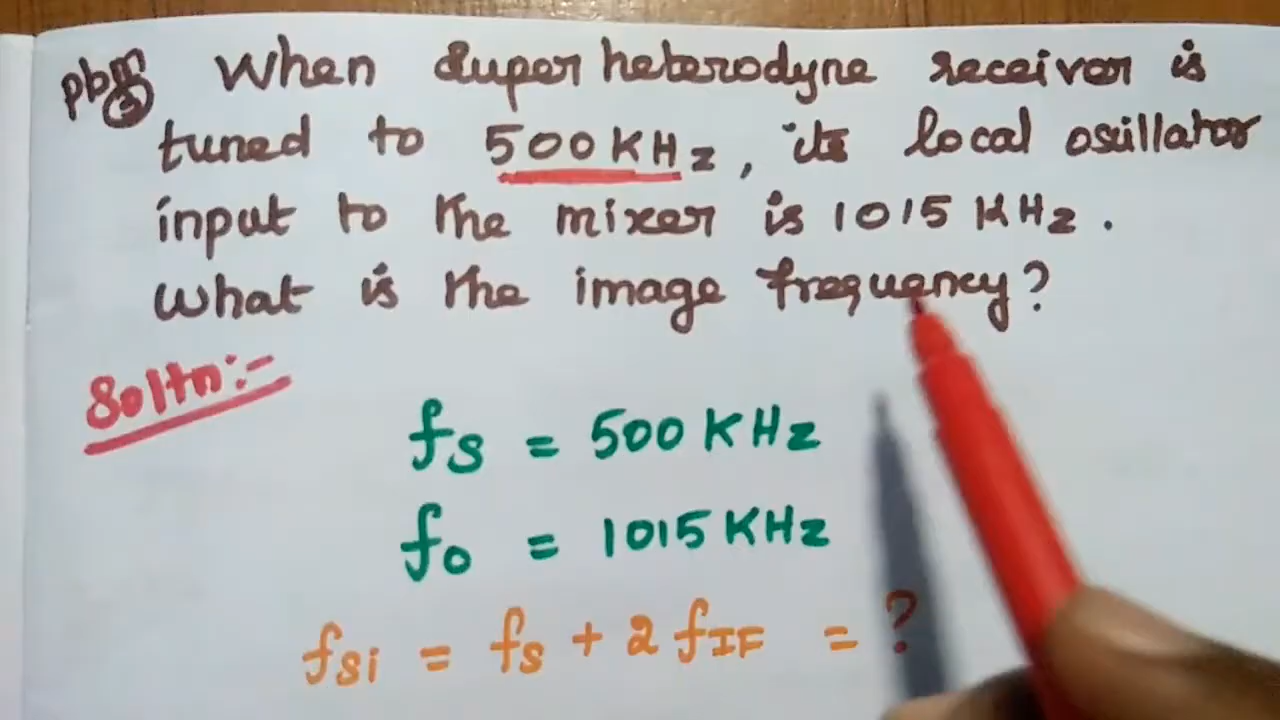 pbm 3 When Super heterodyne receiver is
tuned to 500 KHz, its local oscillator
input to the mixer is 1015 KHz.
What is the image frequency?
Soltn:-
fs = 500 KHz
fo = 1015 KHz
fsi = fs + 2 fIF = ?